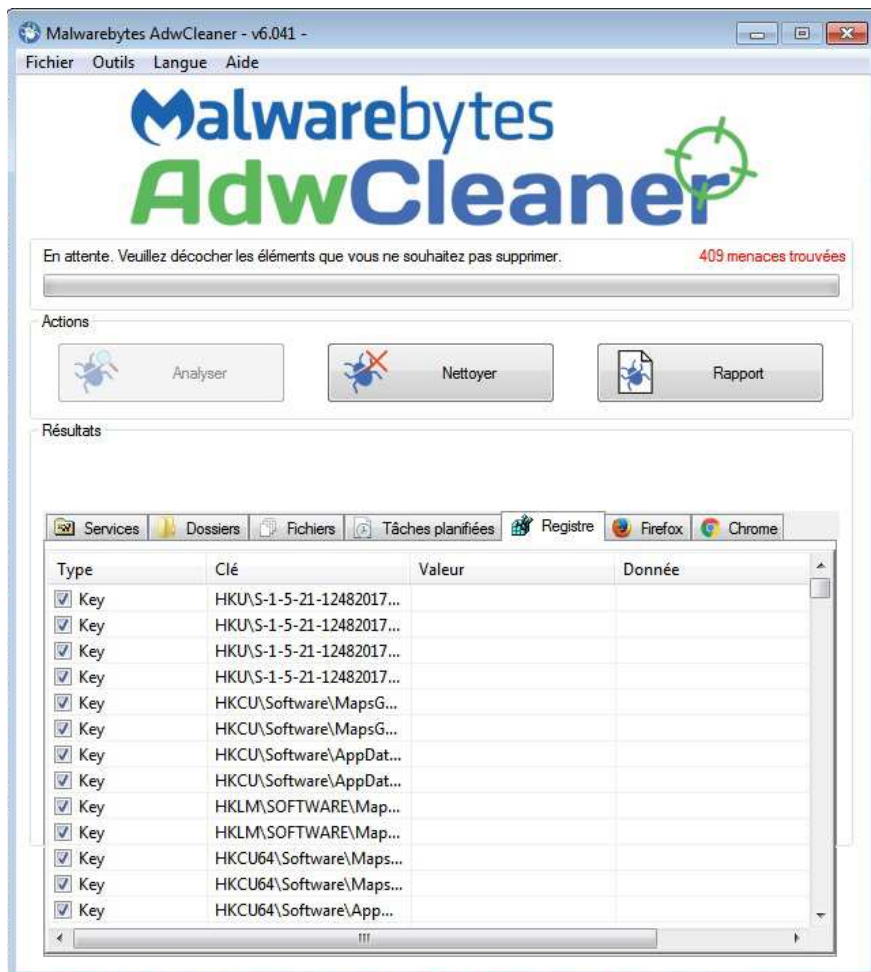 Malwarebytes AdwCleaner - v6.041 -
Fichier Outils Langue Aide
Malwarebytes
AdwCleaner
En attente. Veuillez décocher les éléments que vous ne souhaitez pas supprimer. 409 menaces trouvées
Actions
Analyser Nettoyer Rapport
Résultats
Services Dossiers Fichiers Tâches planifiées Registre Firefox Chrome
Type Clé Valeur Donnée
Key HKU\S-1-5-21-12482017...
Key HKU\S-1-5-21-12482017...
Key HKU\S-1-5-21-12482017...
Key HKU\S-1-5-21-12482017...
Key HKCU\Software\MapsG...
Key HKCU\Software\MapsG...
Key HKCU\Software\AppDat...
Key HKCU\Software\AppDat...
Key HKLM\SOFTWARE\Map...
Key HKLM\SOFTWARE\Map...
Key HKCU64\Software\Maps...
Key HKCU64\Software\Maps...
Key HKCU64\Software\App...